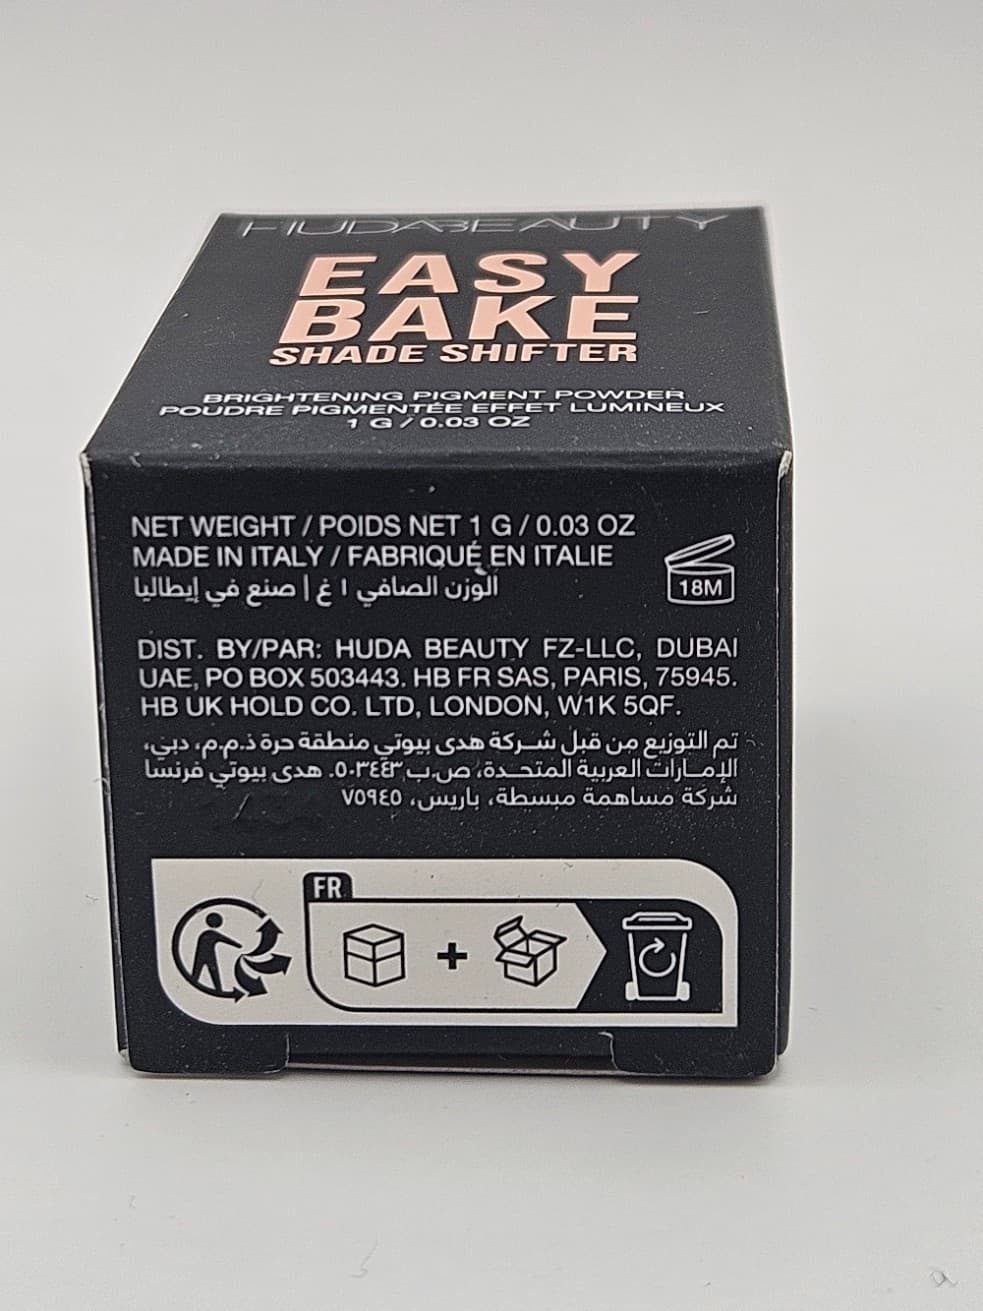 HUDABEAUTY
EASY
BAKE
SHADE SHIFTER
BRIGHTENING PIGMENT POWDER
POUDRE PIGMENTÉE EFFET LUMINEUX
1 G / 0.03 OZ
NET WEIGHT / POIDS NET 1 G / 0.03 OZ
MADE IN ITALY / FABRIQUÉ EN ITALIE
الوزن الصافي ١ غ | صنع في إيطاليا
18M
DIST. BY/PAR: HUDA BEAUTY FZ-LLC, DUBAI
UAE, PO BOX 503443. HB FR SAS, PARIS, 75945.
HB UK HOLD CO. LTD, LONDON, W1K 5QF.
تم التوزيع من قبل شركة هدى بيوتي منطقة حرة ذ.م.م، دبي،
الإمارات العربية المتحدة، ص.ب ٥٠٣٤٤٣. هدى بيوتي فرنسا
شركة مساهمة مبسطة، باريس، ٧٥٩٤٥
FR
+